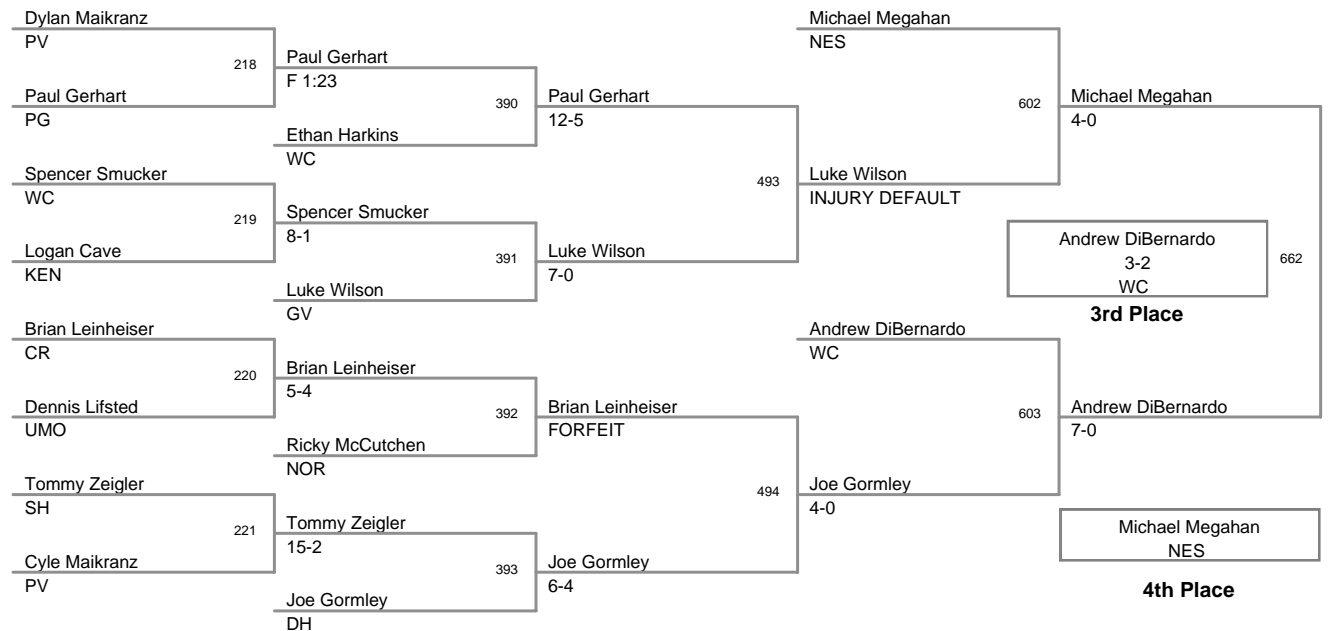 Dylan Maikranz
PV
218
Paul Gerhart
F 1:23
Paul Gerhart
PG
390
Paul Gerhart
12-5
Ethan Harkins
WC
Spencer Smucker
WC
219
Spencer Smucker
8-1
Logan Cave
KEN
391
Luke Wilson
7-0
Luke Wilson
GV
493
Luke Wilson
INJURY DEFAULT
Brian Leinheiser
CR
220
Brian Leinheiser
5-4
Dennis Lifsted
UMO
392
Brian Leinheiser
FORFEIT
Ricky McCutchen
NOR
Tommy Zeigler
SH
221
Tommy Zeigler
15-2
Cyle Maikranz
PV
393
Joe Gormley
6-4
Joe Gormley
DH
494
Joe Gormley
4-0
Michael Megahan
NES
602
Michael Megahan
4-0
Andrew DiBernardo
WC
603
Andrew DiBernardo
7-0
662
Andrew DiBernardo
3-2
WC
3rd Place
Michael Megahan
NES
4th Place